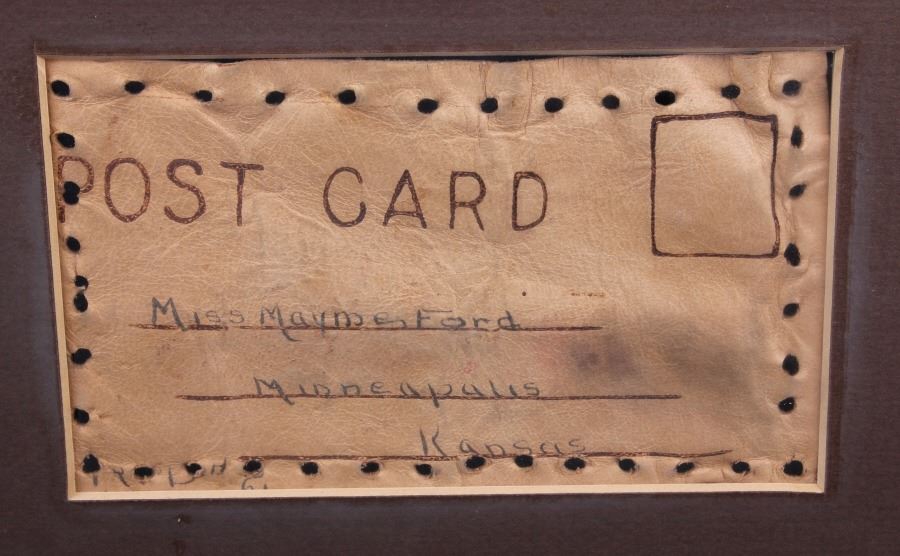 POST CARD
Miss Mayme Ford
Minneapolis
Kansas